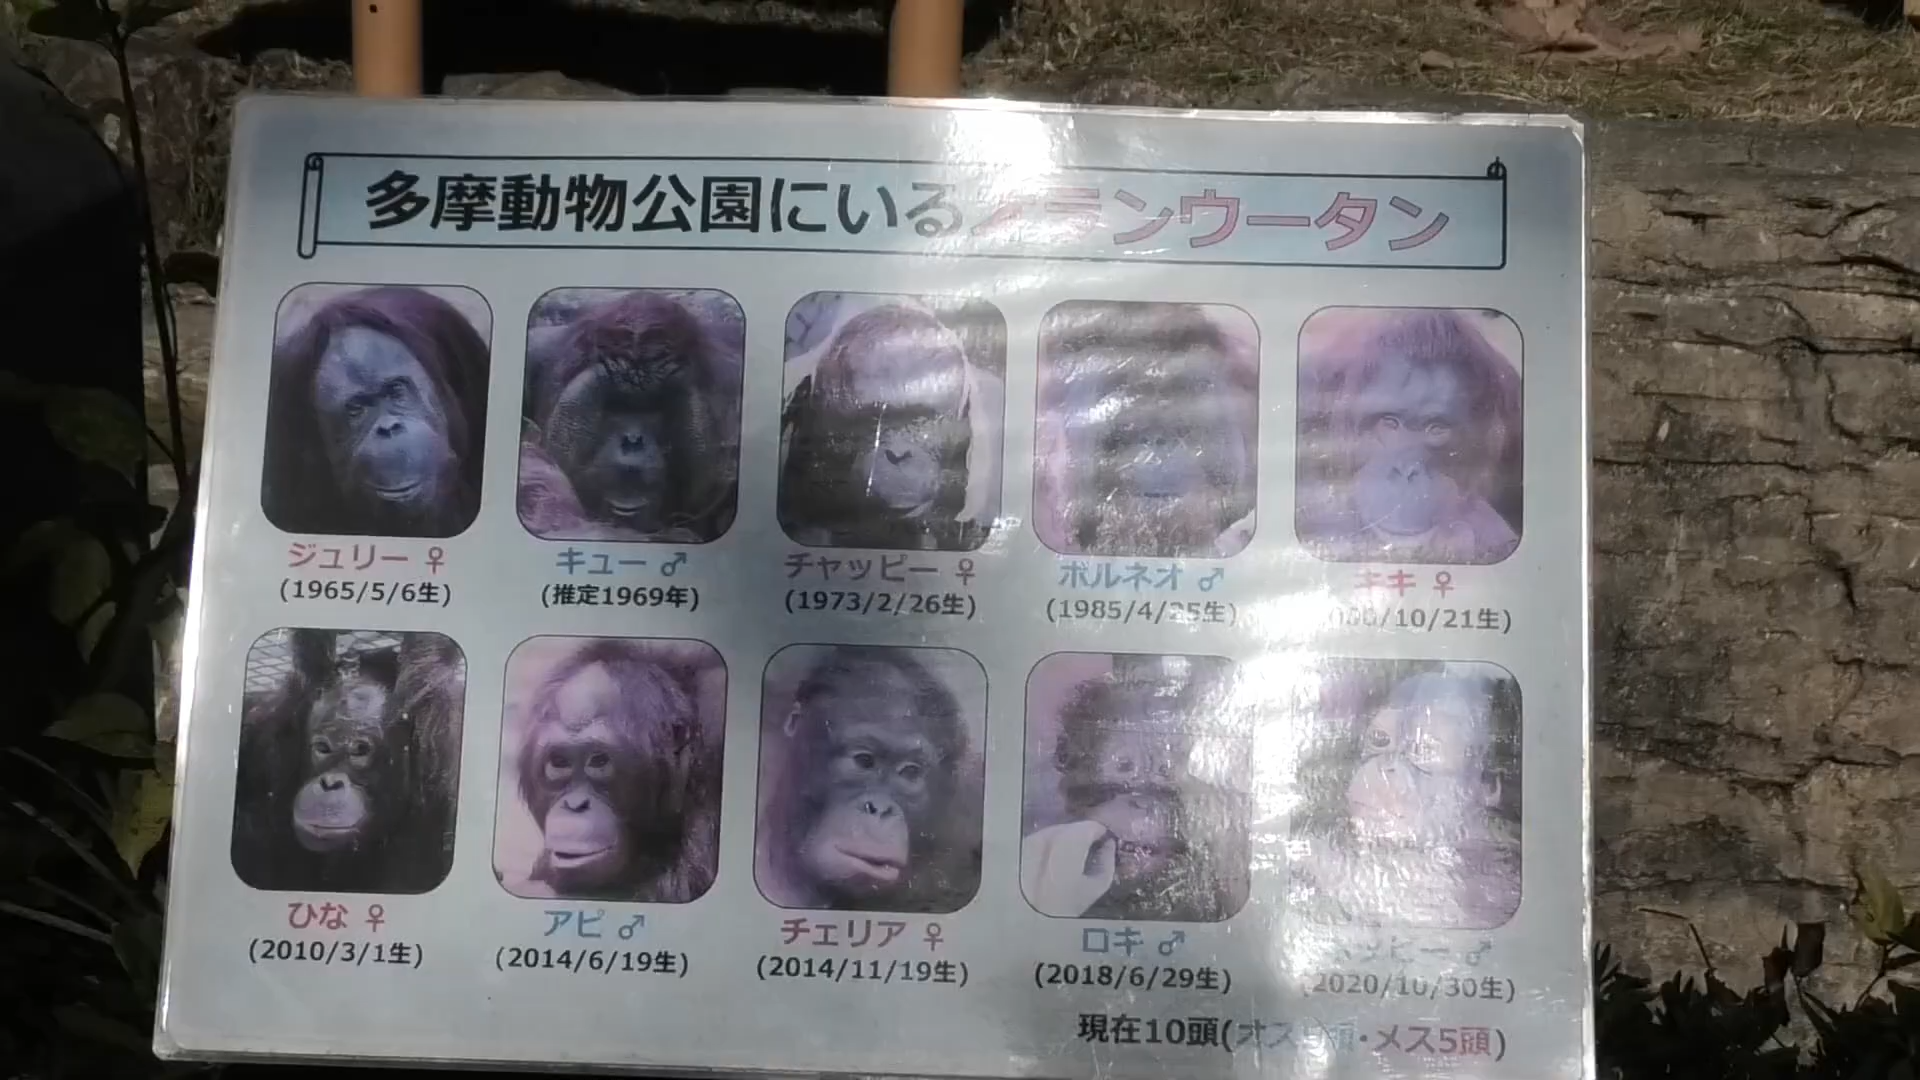 多摩動物公園にいるオランウータン
ジュリー ♀ キュー ♂ チャッピー ♀ ボルネオ ♂ キキ ♀
(1965/5/6生) (推定1969年) (1973/2/26生) (1985/4/25生) /10/21生)
ひな ♀ アピ ♂ チェリア ♀ ロキ ♂ ♂
(2010/3/1生) (2014/6/19生) (2014/11/19生) (2018/6/29生) (2020/10/30生)
現在10頭(オス5頭・メス5頭)